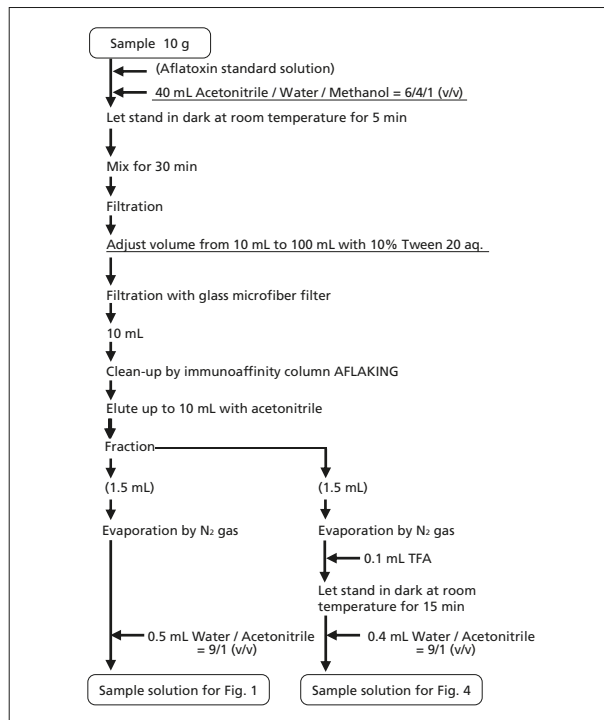 Sample 10 g
(Aflatoxin standard solution)
40 mL Acetonitrile / Water / Methanol = 6/4/1 (v/v)
Let stand in dark at room temperature for 5 min
Mix for 30 min
Filtration
Adjust volume from 10 mL to 100 mL with 10% Tween 20 aq.
Filtration with glass microfiber filter
10 mL
Clean-up by immunoaffinity column AFLAKING
Elute up to 10 mL with acetonitrile
Fraction
(1.5 mL)
Evaporation by N₂ gas
0.5 mL Water / Acetonitrile
= 9/1 (v/v)
Sample solution for Fig. 1
(1.5 mL)
Evaporation by N₂ gas
0.1 mL TFA
Let stand in dark at room
temperature for 15 min
0.4 mL Water / Acetonitrile
= 9/1 (v/v)
Sample solution for Fig. 4